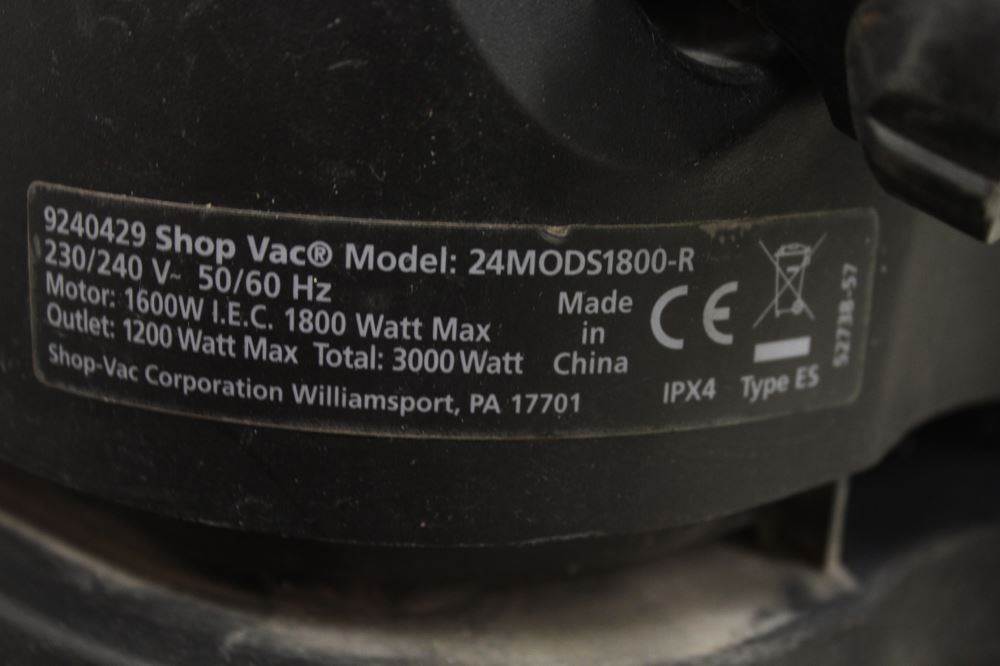 9240429 Shop Vac® Model: 24MODS1800-R
230/240 V~ 50/60 Hz
Motor: 1600W I.E.C. 1800 Watt Max
Outlet: 1200 Watt Max Total: 3000 Watt
Shop-Vac Corporation Williamsport, PA 17701
Made
in
China
CE
IPX4
Type ES
52738-57